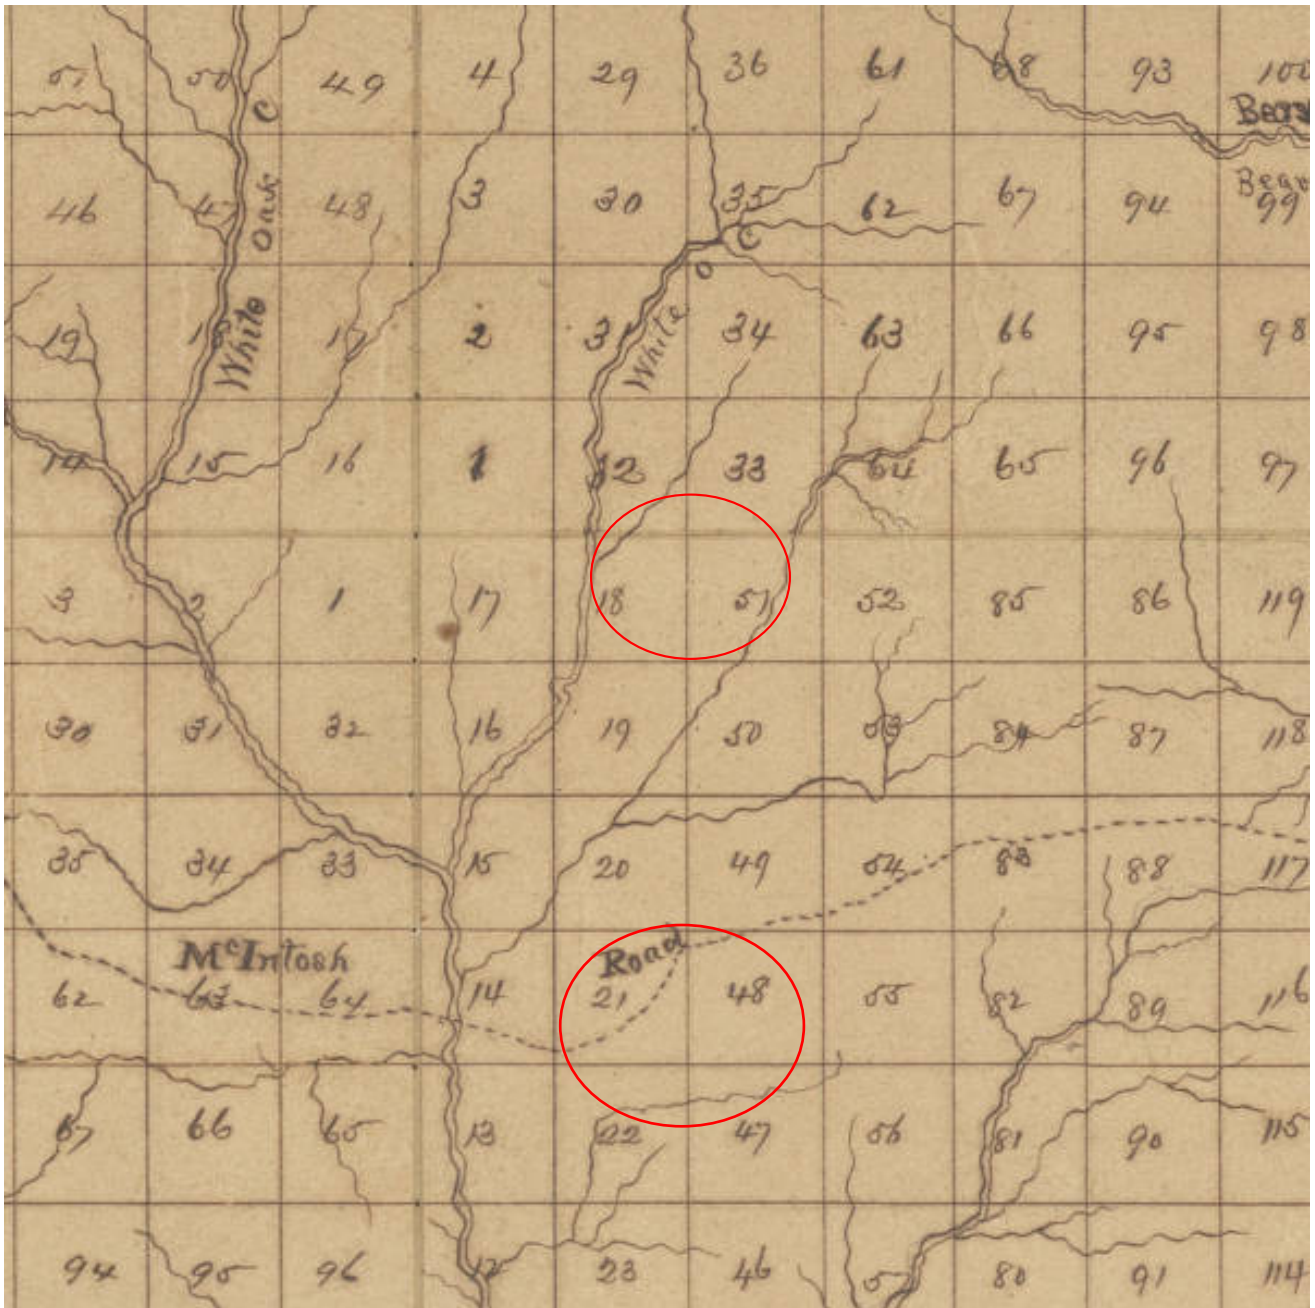 51 50 49 4 29 36 61 68 93 100
C
46 47 48 3 30 35 62 67 94 99
White Oak
C
O
White
19 18 17 2 31 34 63 66 95 98
14 15 16 1 32 33 64 65 96 97
3 2 1 17 18 51 52 85 86 119
30 31 32 16 19 50 53 84 87 118
35 34 33 15 20 49 54 83 88 117
McIntosh Road
62 63 64 14 21 48 55 82 89 116
67 66 65 13 22 47 56 81 90 115
94 95 96 12 23 46 57 80 91 114